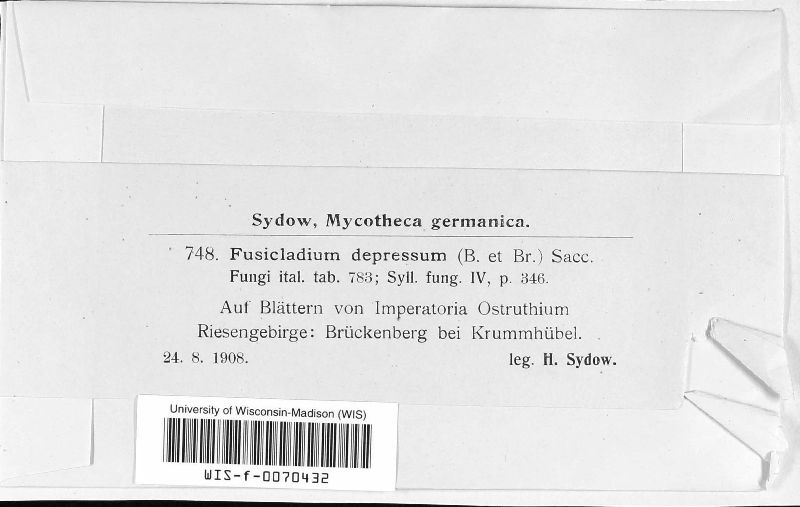 Sydow, Mycotheca germanica.
748. Fusicladium depressum (B. et Br.) Sacc.
Fungi ital. tab. 783; Syll. fung. IV, p. 346.
Auf Blättern von Imperatoria Ostruthium
Riesengebirge: Brückenberg bei Krummhübel.
24. 8. 1908. leg. H. Sydow.
University of Wisconsin-Madison (WIS)
WIS-f-0070432